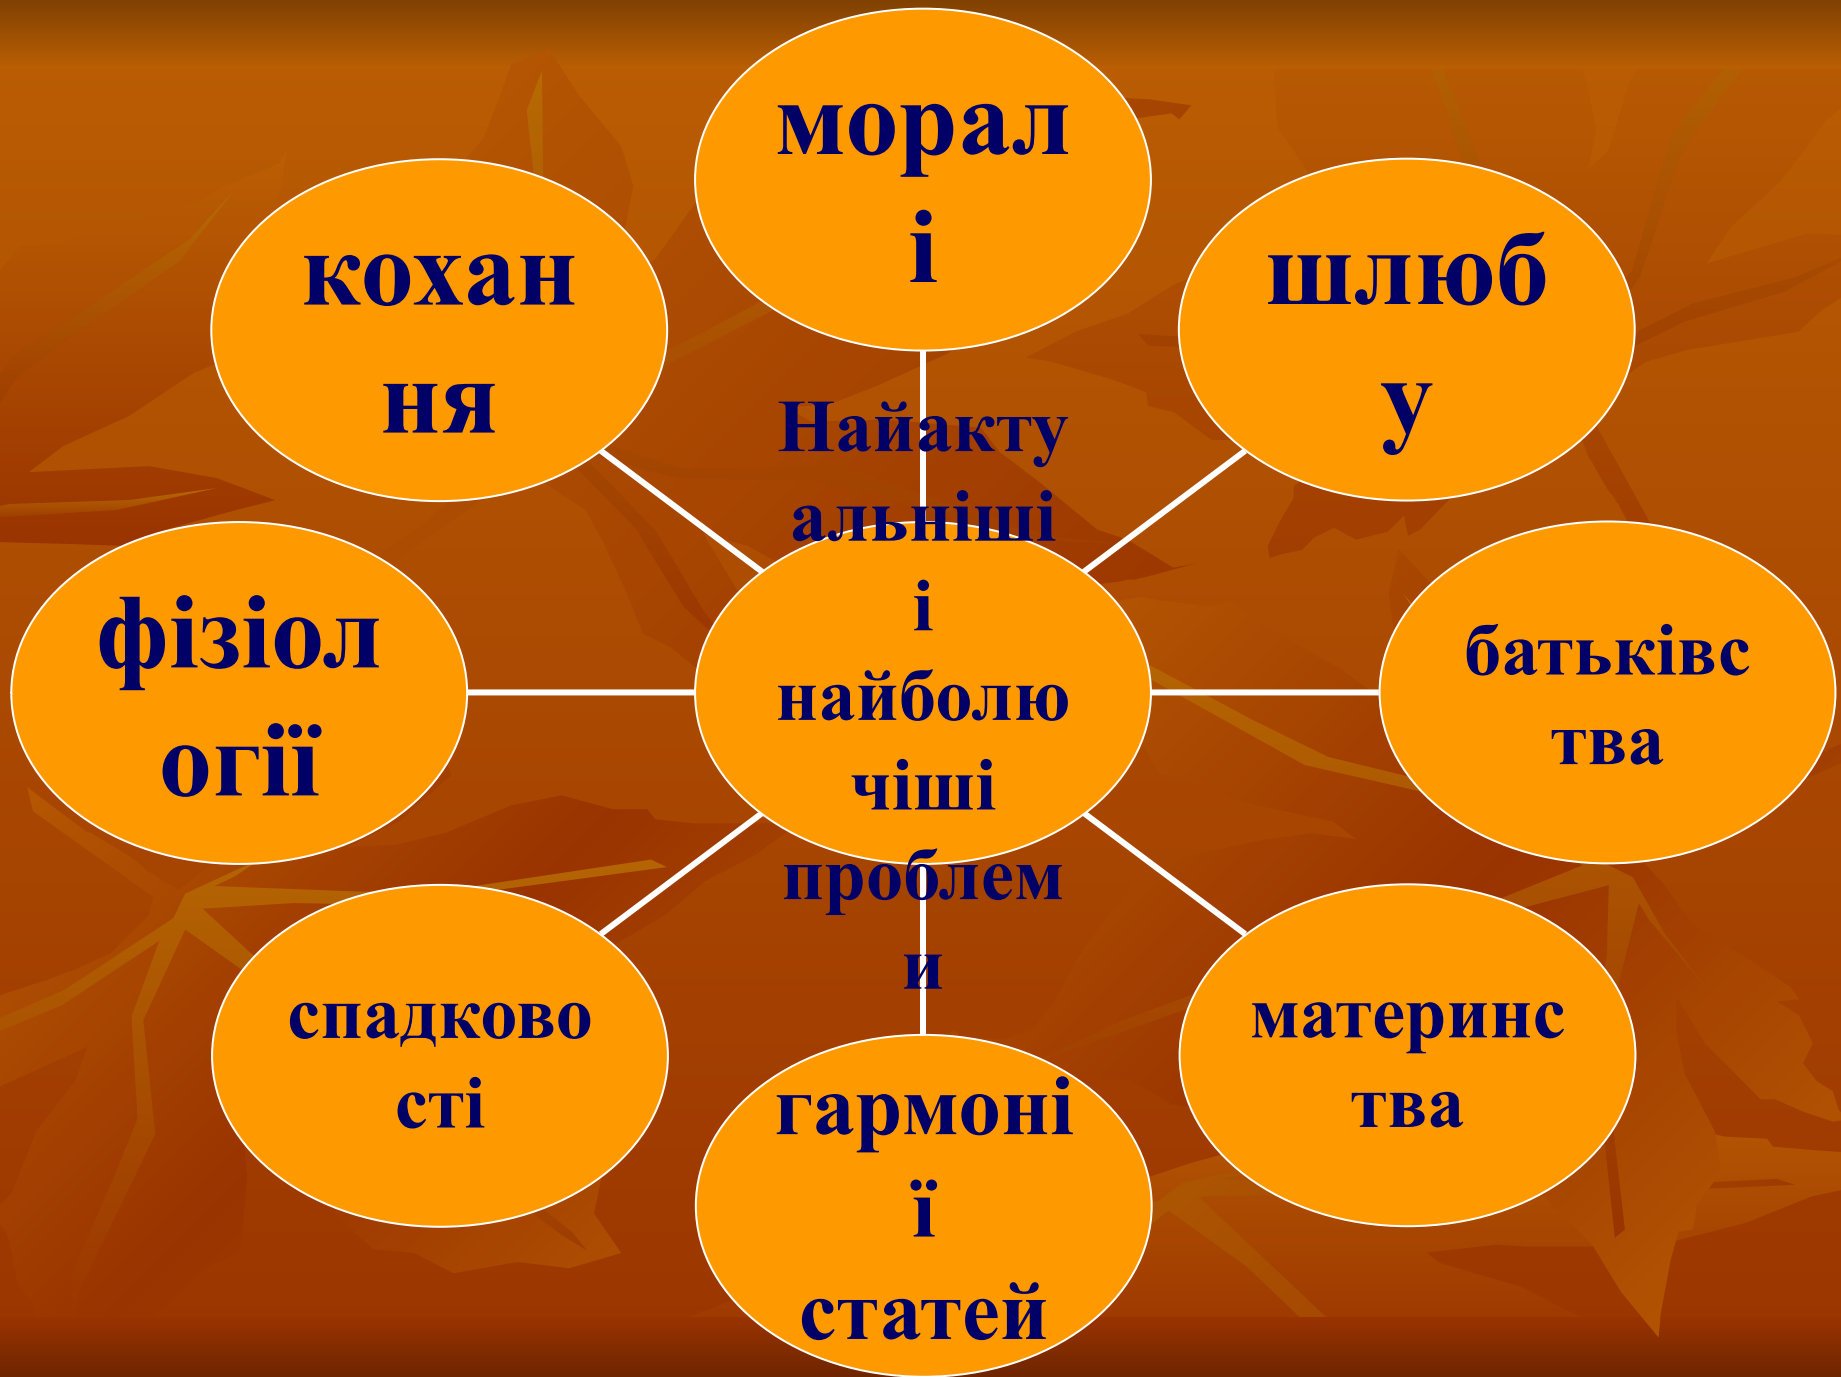 морал
і
шлюб
у
батьківс
тва
материнс
тва
гармоні
ї
статей
спадково
сті
фізіол
огії
кохан
ня
Найакту
альніші
і
найболю
чіші
проблем
и